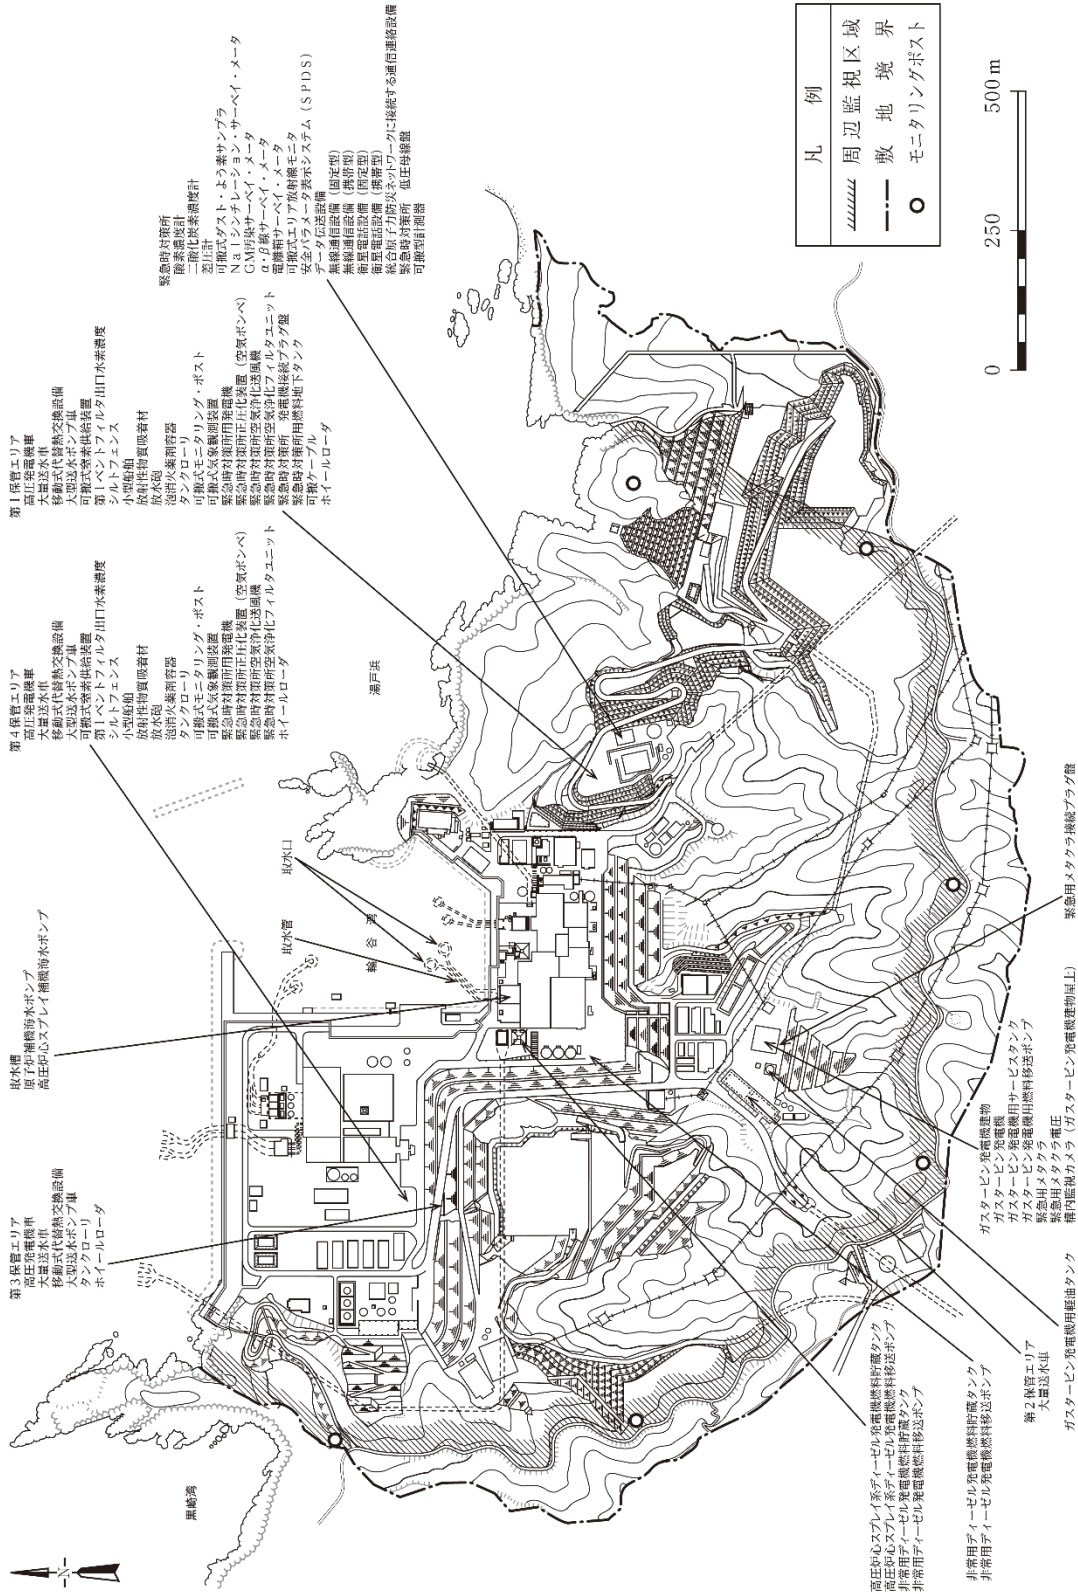 第3保管エリア
高圧発電機車
大量送水車
移動式代替熱交換設備
大型送水ポンプ車
タンクローリ
ホイールローダ
取水槽
原子炉補機海水ポンプ
高圧炉心スプレイ補機海水ポンプ
第4保管エリア
高圧発電機車
大量送水車
移動式代替熱交換設備
大型送水ポンプ車
可搬式窒素供給装置
第1ベントフィルタ出口水素濃度
シルトフェンス
小型船舶
放射性物質吸着材
放水砲
泡消火薬剤容器
タンクローリ
可搬式モニタリング・ポスト
可搬式気象観測装置
緊急時対策所用発電機
緊急時対策所正圧化装置（空気ボンベ）
緊急時対策所空気浄化送風機
緊急時対策所空気浄化フィルタユニット
ホイールローダ
第1保管エリア
高圧発電機車
大量送水車
移動式代替熱交換設備
大型送水ポンプ車
可搬式窒素供給装置
第1ベントフィルタ出口水素濃度
シルトフェンス
小型船舶
放射性物質吸着材
放水砲
泡消火薬剤容器
タンクローリ
可搬式モニタリング・ポスト
可搬式気象観測装置
緊急時対策所用発電機
緊急時対策所正圧化装置（空気ボンベ）
緊急時対策所空気浄化送風機
緊急時対策所空気浄化フィルタユニット
緊急時対策所 発電機接続プラグ盤
緊急時対策所用燃料地下タンク
可搬ケーブル
ホイールローダ
緊急時対策所
酸素濃度計
二酸化炭素濃度計
差圧計
可搬式ダスト・よう素サンプラ
NaIシンチレーション・サーベイ・メータ
GM汚染サーベイ・メータ
α・β線サーベイ・メータ
電離箱サーベイ・メータ
可搬式エリア放射線モニタ
安全パラメータ表示システム（SPDS）
データ伝送設備
無線通信設備（固定型）
無線通信設備（携帯型）
衛星電話設備（固定型）
衛星電話設備（携帯型）
統合原子力防災ネットワークに接続する通信連絡設備
緊急時対策所 低圧母線盤
可搬型計測器
N
黒崎湾
取水管
取水口
輪谷湾
湯戸浜
高圧炉心スプレイ系ディーゼル発電機燃料貯蔵タンク
高圧炉心スプレイ系ディーゼル発電機燃料移送ポンプ
非常用ディーゼル発電機燃料貯蔵タンク
非常用ディーゼル発電機燃料移送ポンプ
非常用ディーゼル発電機燃料貯蔵タンク
非常用ディーゼル発電機燃料移送ポンプ
第2保管エリア
大量送水車
ガスタービン発電機用軽油タンク
ガスタービン発電機建物
ガスタービン発電機
ガスタービン発電機用サービスタンク
ガスタービン発電機用燃料移送ポンプ
緊急用メタクラ
緊急用メタクラ電圧
構内監視カメラ（ガスタービン発電機建物屋上）
緊急用メタクラ接続プラグ盤
凡例
周辺監視区域
敷地境界
モニタリングポスト
0 250 500 m